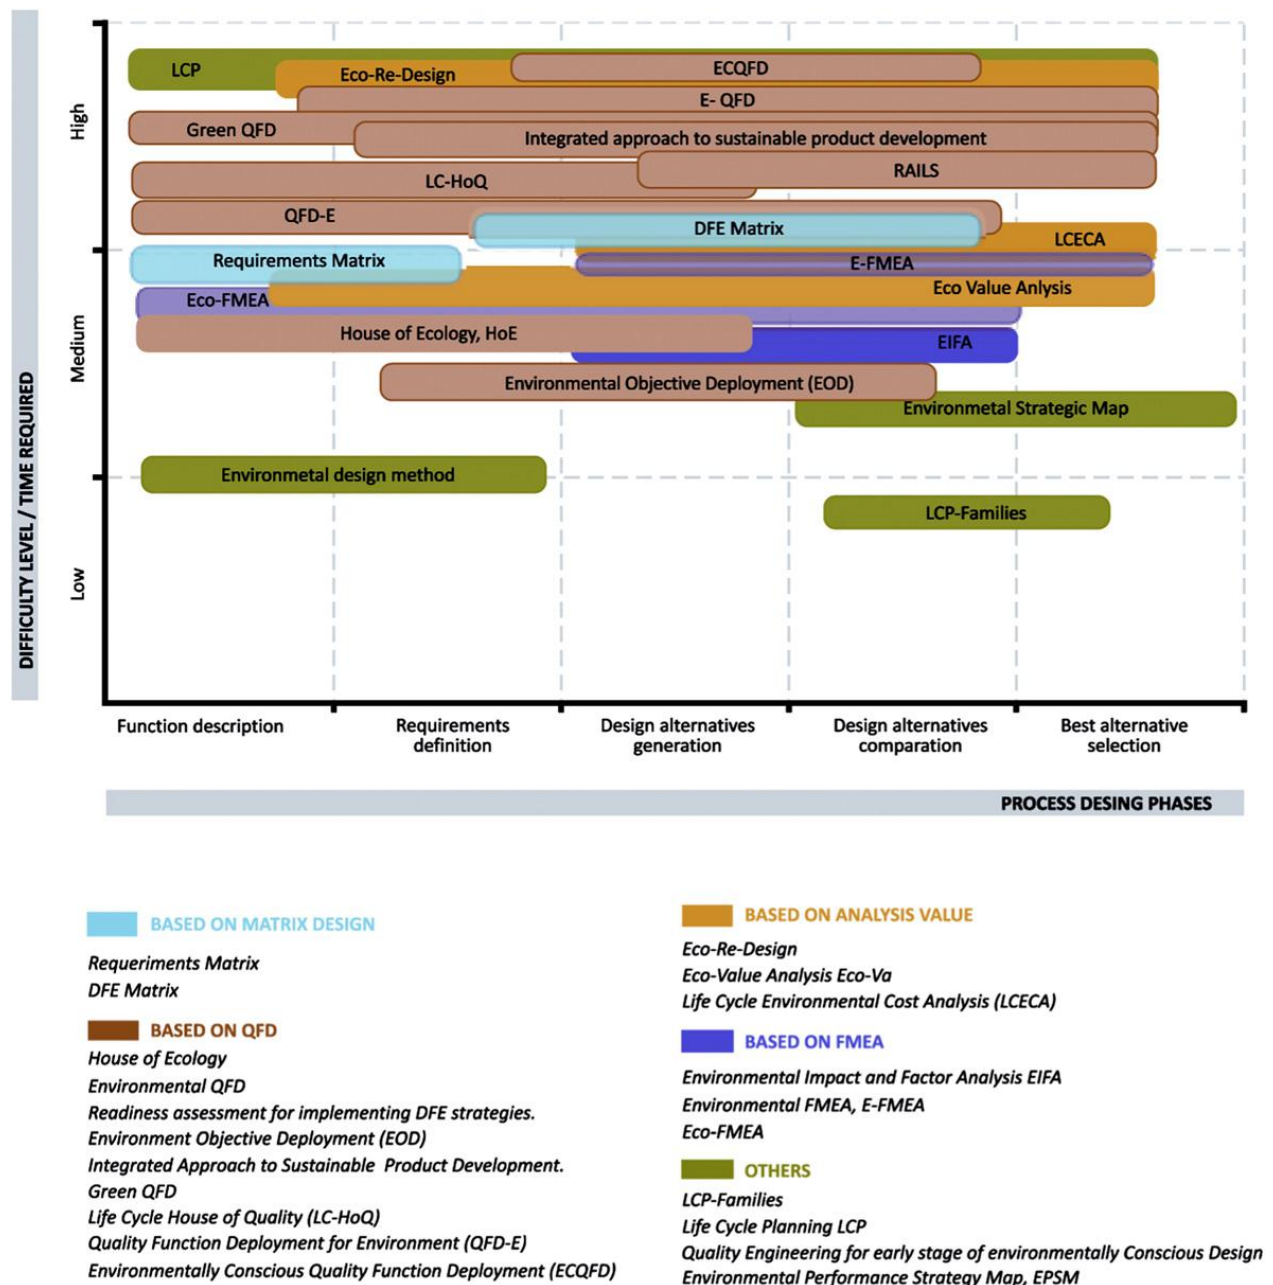 LCP
Eco-Re-Design
ECQFD
E- QFD
Green QFD
Integrated approach to sustainable product development
RAILS
LC-HoQ
QFD-E
DFE Matrix
LCECA
Requirements Matrix
E-FMEA
Eco Value Anlysis
Eco-FMEA
House of Ecology, HoE
EIFA
Environmental Objective Deployment (EOD)
Environmetal Strategic Map
Environmetal design method
LCP-Families
DIFFICULTY LEVEL / TIME REQUIRED
High
Medium
Low
Function description
Requirements
definition
Design alternatives
generation
Design alternatives
comparation
Best alternative
selection
PROCESS DESING PHASES
BASED ON MATRIX DESIGN
Requeriments Matrix
DFE Matrix
BASED ON QFD
House of Ecology
Environmental QFD
Readiness assessment for implementing DFE strategies.
Environment Objective Deployment (EOD)
Integrated Approach to Sustainable Product Development.
Green QFD
Life Cycle House of Quality (LC-HoQ)
Quality Function Deployment for Environment (QFD-E)
Environmentally Conscious Quality Function Deployment (ECQFD)
BASED ON ANALYSIS VALUE
Eco-Re-Design
Eco-Value Analysis Eco-Va
Life Cycle Environmental Cost Analysis (LCECA)
BASED ON FMEA
Environmental Impact and Factor Analysis EIFA
Environmental FMEA, E-FMEA
Eco-FMEA
OTHERS
LCP-Families
Life Cycle Planning LCP
Quality Engineering for early stage of environmentally Conscious Design
Environmental Performance Strategy Map, EPSM